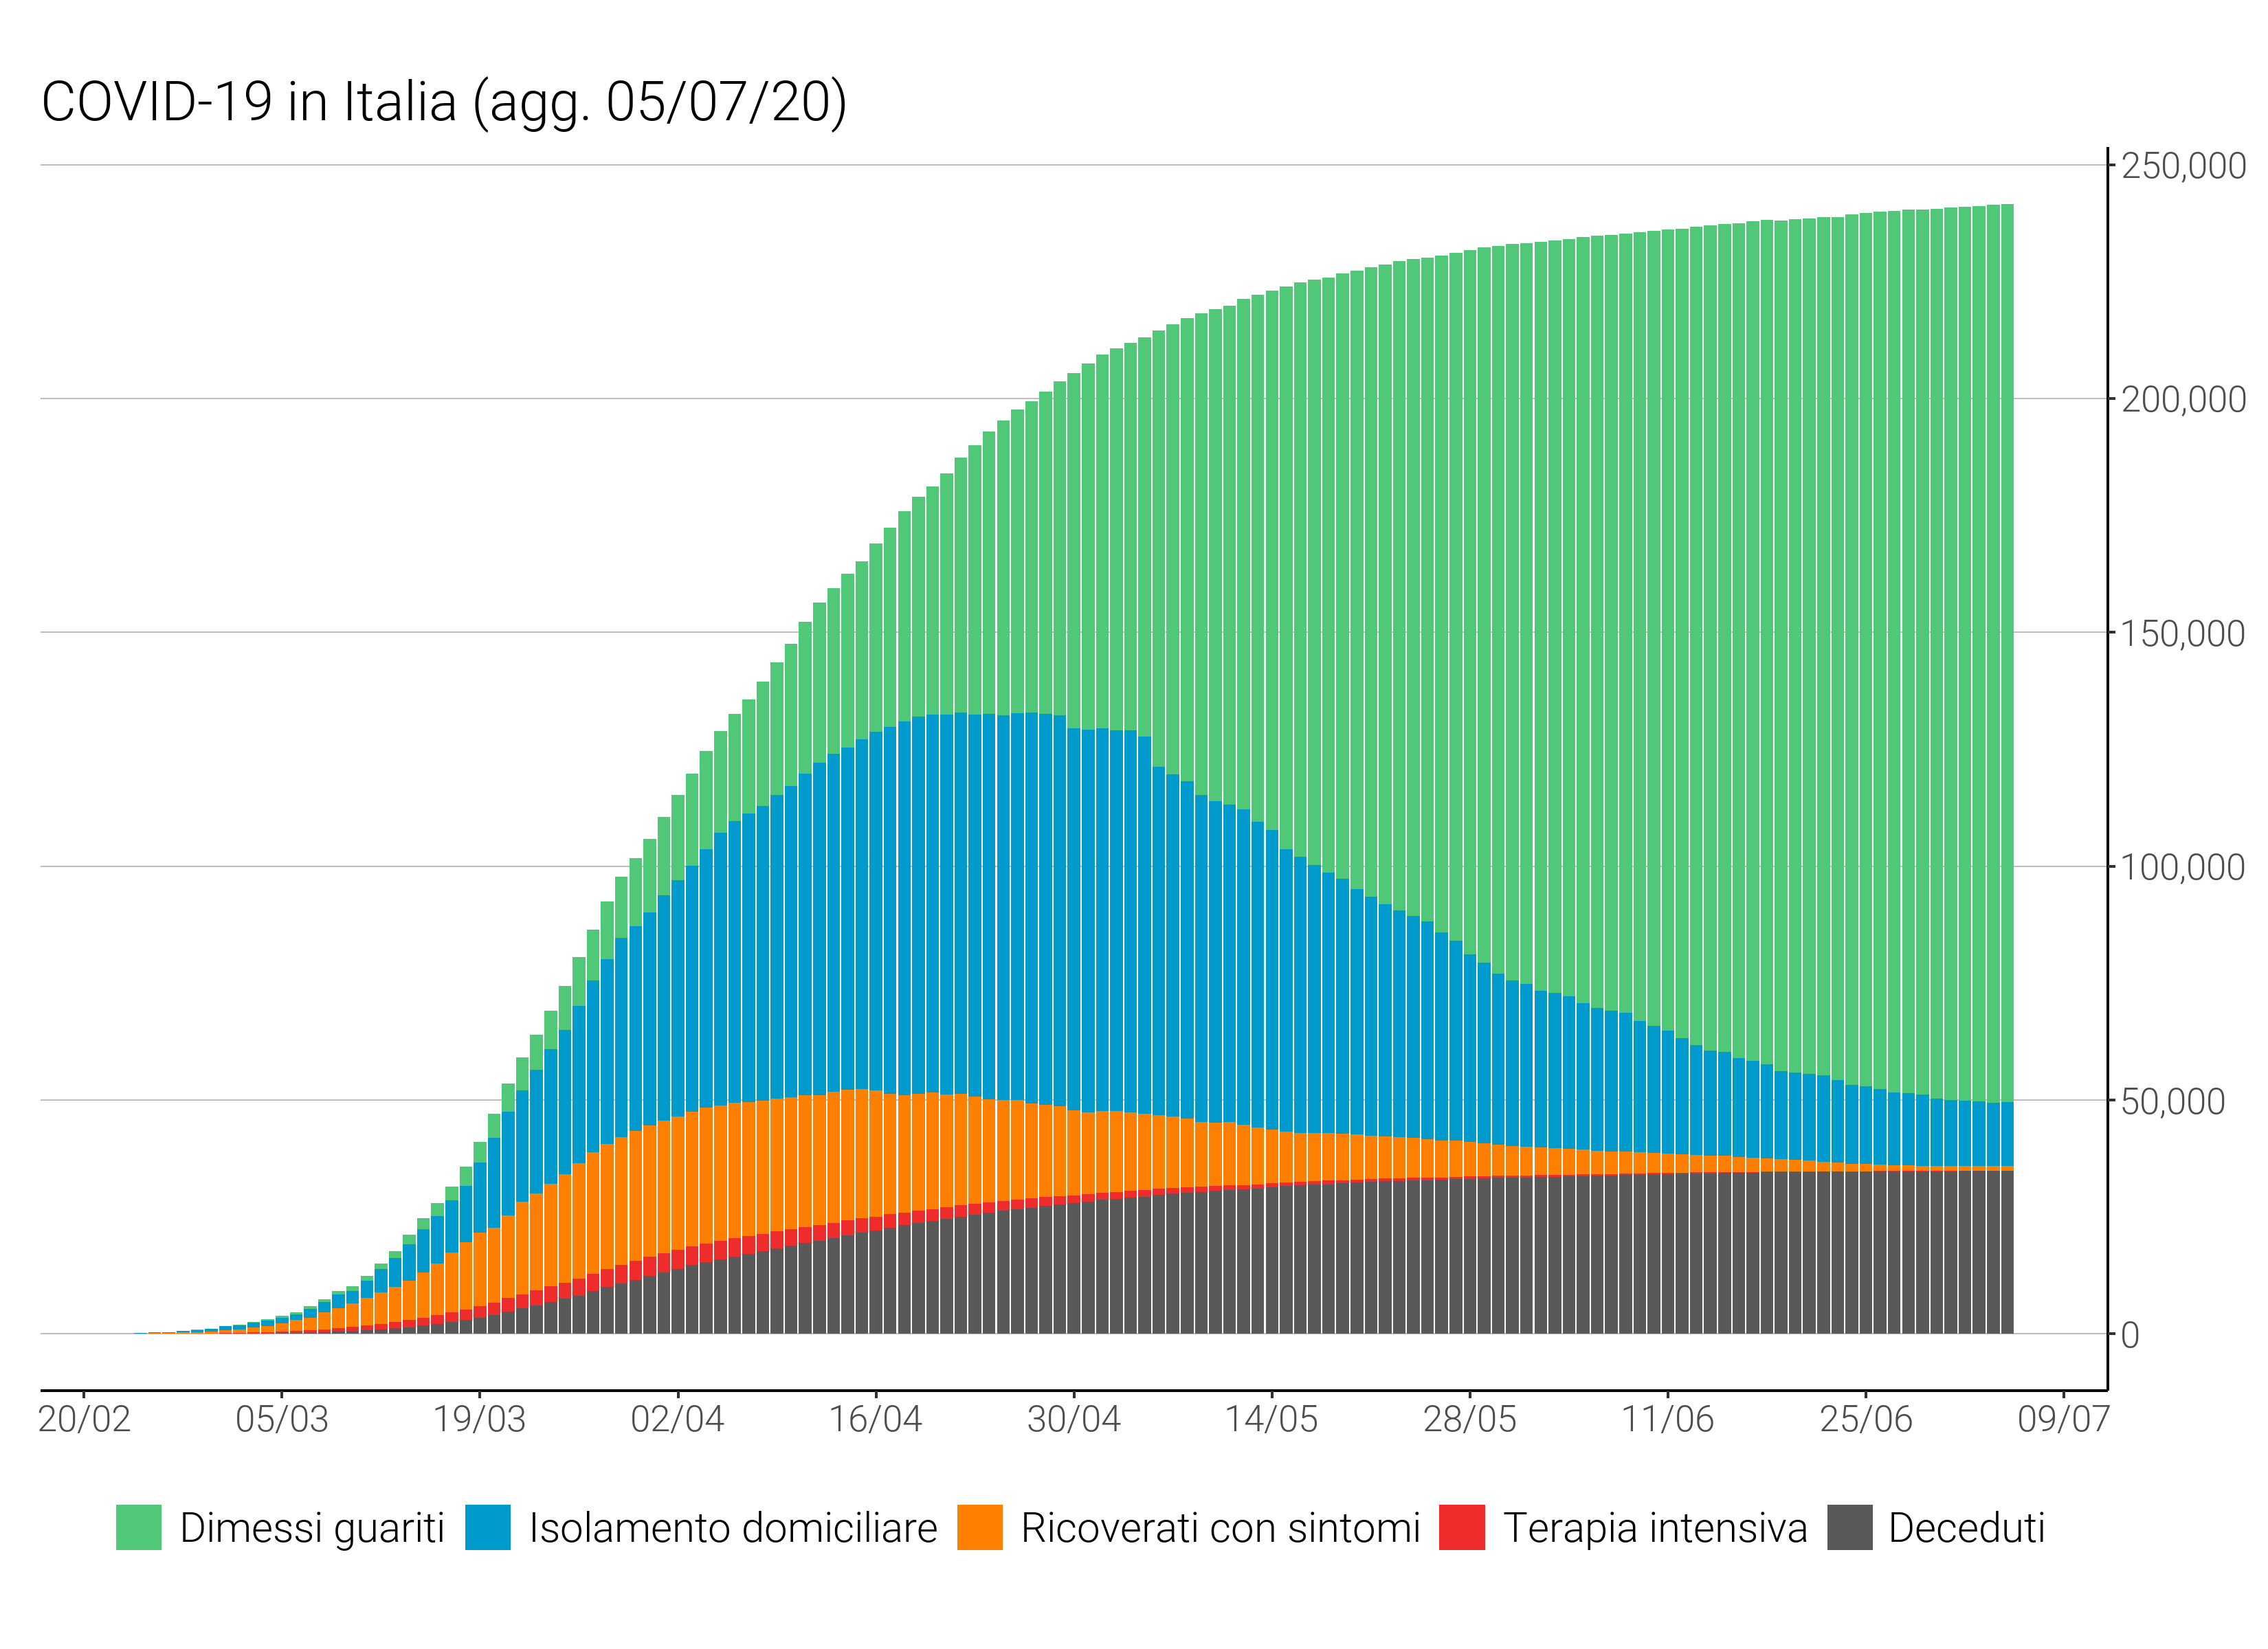 COVID-19 in Italia (agg. 05/07/20)
250,000
200,000
150,000
100,000
50,000
0
20/02 05/03 19/03 02/04 16/04 30/04 14/05 28/05 11/06 25/06 09/07
Dimessi guariti Isolamento domiciliare Ricoverati con sintomi Terapia intensiva Deceduti